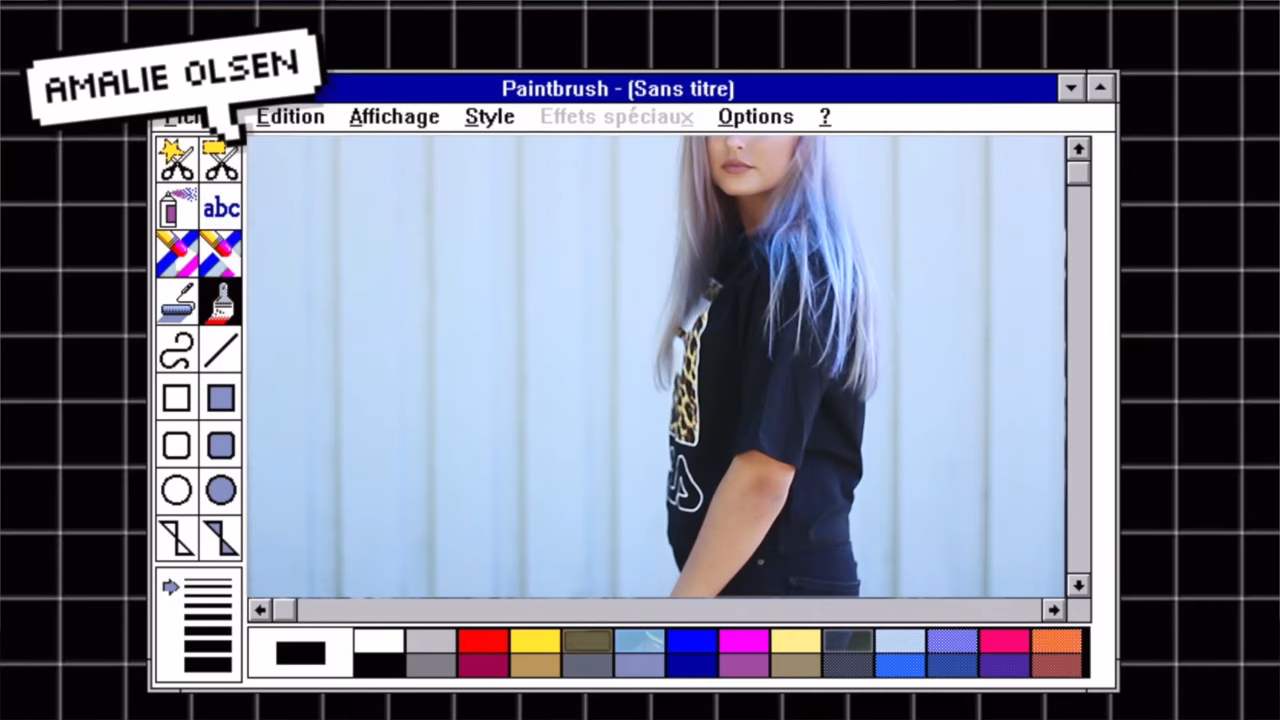 AMALIE OLSEN
Paintbrush - (Sans titre)
Edition Affichage Style Effets spéciaux Options ?
abc